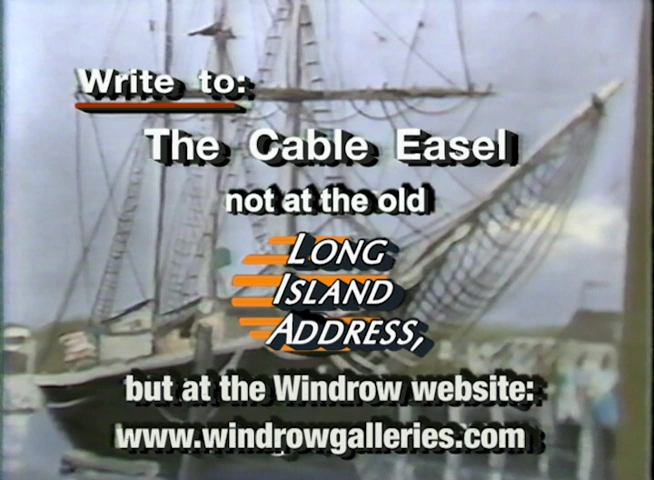 Write to:
The Cable Easel
not at the old
LONG
ISLAND
ADDRESS,
but at the Windrow website:
www.windrowgalleries.com